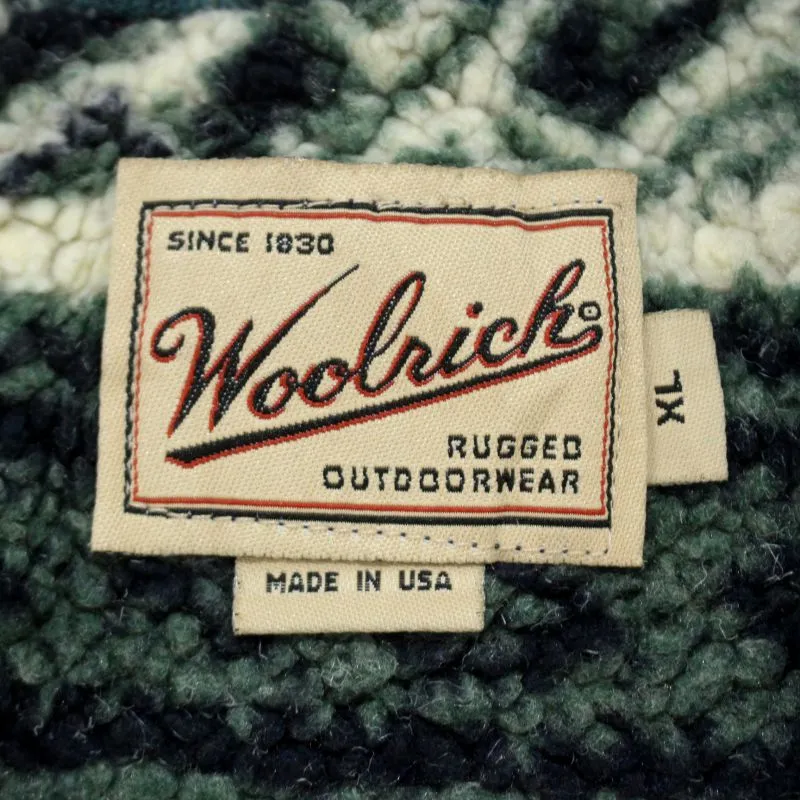 SINCE 1830
Woolrich®
RUGGED
OUTDOORWEAR
XL
MADE IN USA